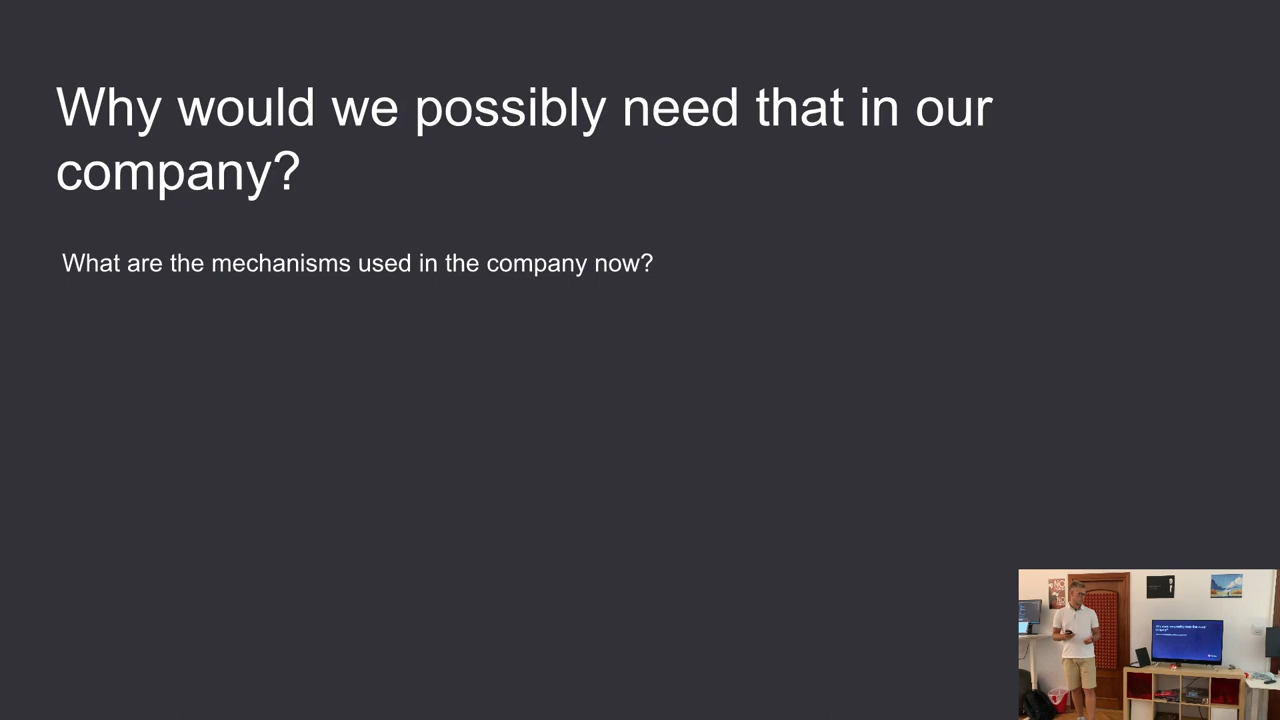 Why would we possibly need that in our
company?
What are the mechanisms used in the company now?